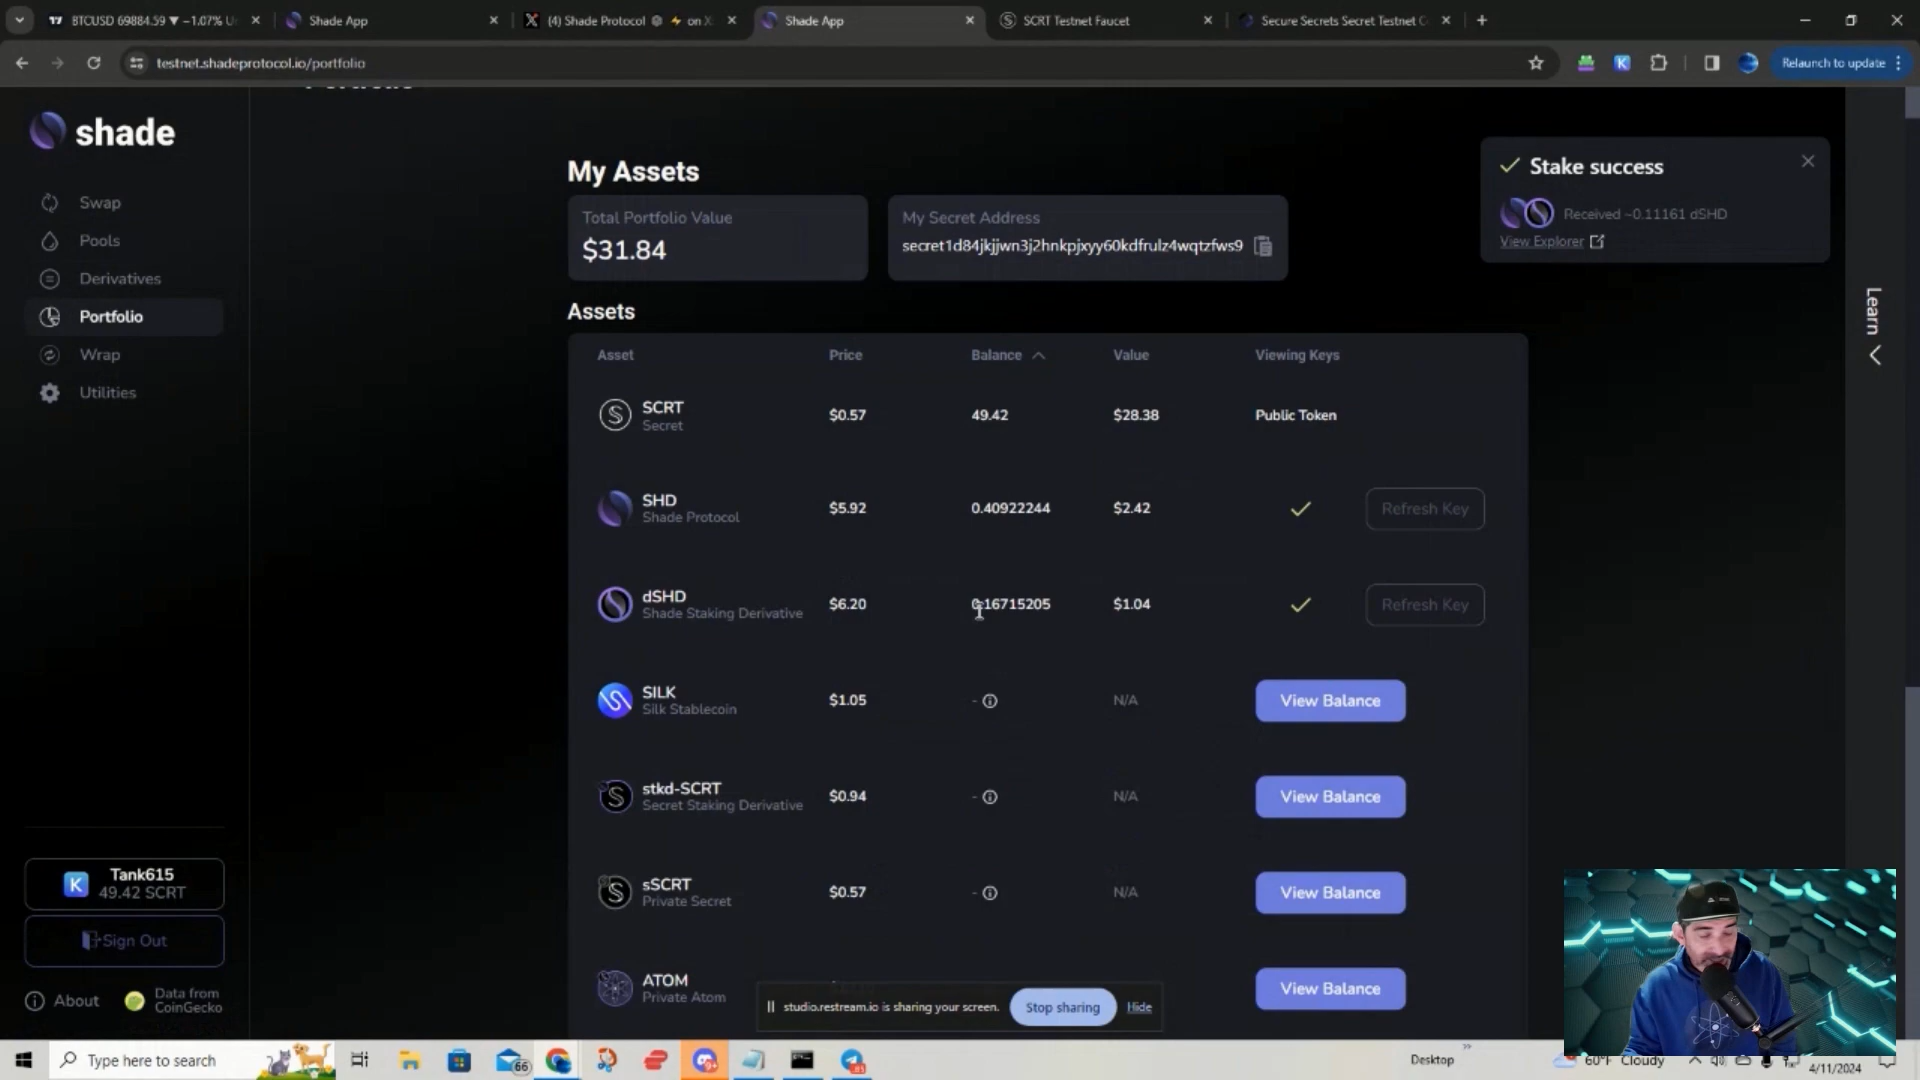 BTCUSD 69884.59 ▼ −1.07% U
Shade App
(4) Shade Protocol
on X
Shade App
SCRT Testnet Faucet
Secure Secrets Secret Testnet
testnet.shadeprotocol.io/portfolio
Relaunch to update
shade
Swap
Pools
Derivatives
Portfolio
Wrap
Utilities
My Assets
Total Portfolio Value
$31.84
My Secret Address
secret1d84jkjjwn3j2hnkpjxyy60kdfrulz4wqtzfws9
Stake success
Received ~0.11161 dSHD
View Explorer
Learn
Assets
Asset Price Balance Value Viewing Keys
SCRT
Secret
$0.57 49.42 $28.38 Public Token
SHD
Shade Protocol
$5.92 0.40922244 $2.42 Refresh Key
dSHD
Shade Staking Derivative
$6.20 0.16715205 $1.04 Refresh Key
SILK
Silk Stablecoin
$1.05 - N/A View Balance
stkd-SCRT
Secret Staking Derivative
$0.94 - N/A View Balance
sSCRT
Private Secret
$0.57 - N/A View Balance
ATOM
Private Atom
View Balance
Tank615
49.42 SCRT
Sign Out
About
Data from
CoinGecko
studio.restream.io is sharing your screen. Stop sharing Hide
Type here to search
66
Desktop
60°F Cloudy
4/11/2024